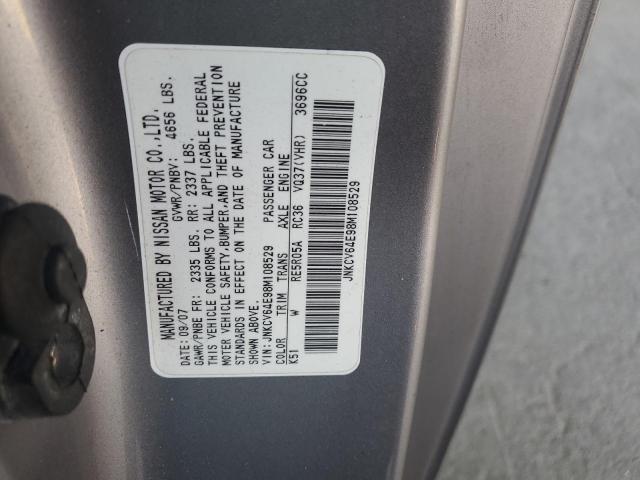 MANUFACTURED BY NISSAN MOTOR CO.,LTD.
DATE: 09/07 GVWR/PNBV: 4656 LBS.
GAWR/PNBE FR: 2335 LBS. RR: 2337 LBS.
THIS VEHICLE CONFORMS TO ALL APPLICABLE FEDERAL
MOTOR VEHICLE SAFETY,BUMPER,AND THEFT PREVENTION
STANDARDS IN EFFECT ON THE DATE OF MANUFACTURE
SHOWN ABOVE.
VIN:JNKCV64E98M108529 PASSENGER CAR
COLOR TRIM TRANS AXLE ENGINE
K51 W RE5R05A RC36 VQ37(VHR) 3696CC
JNKCV64E98M108529